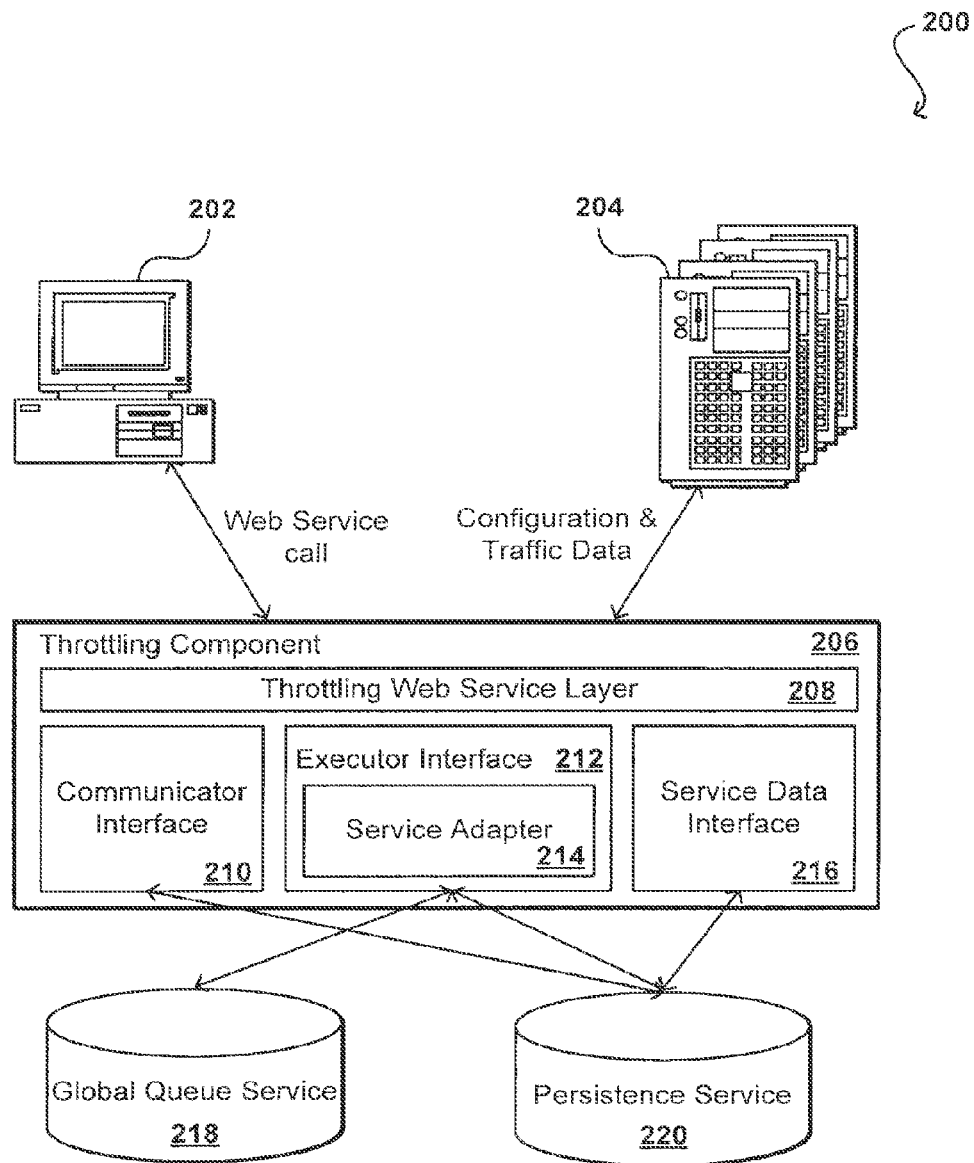 200
202
204
Web Service
call
Configuration &
Traffic Data
Throttling Component 206
Throttling Web Service Layer 208
Communicator
Interface
210
Executor Interface 212
Service Adapter
214
Service Data
Interface
216
Global Queue Service
218
Persistence Service
220